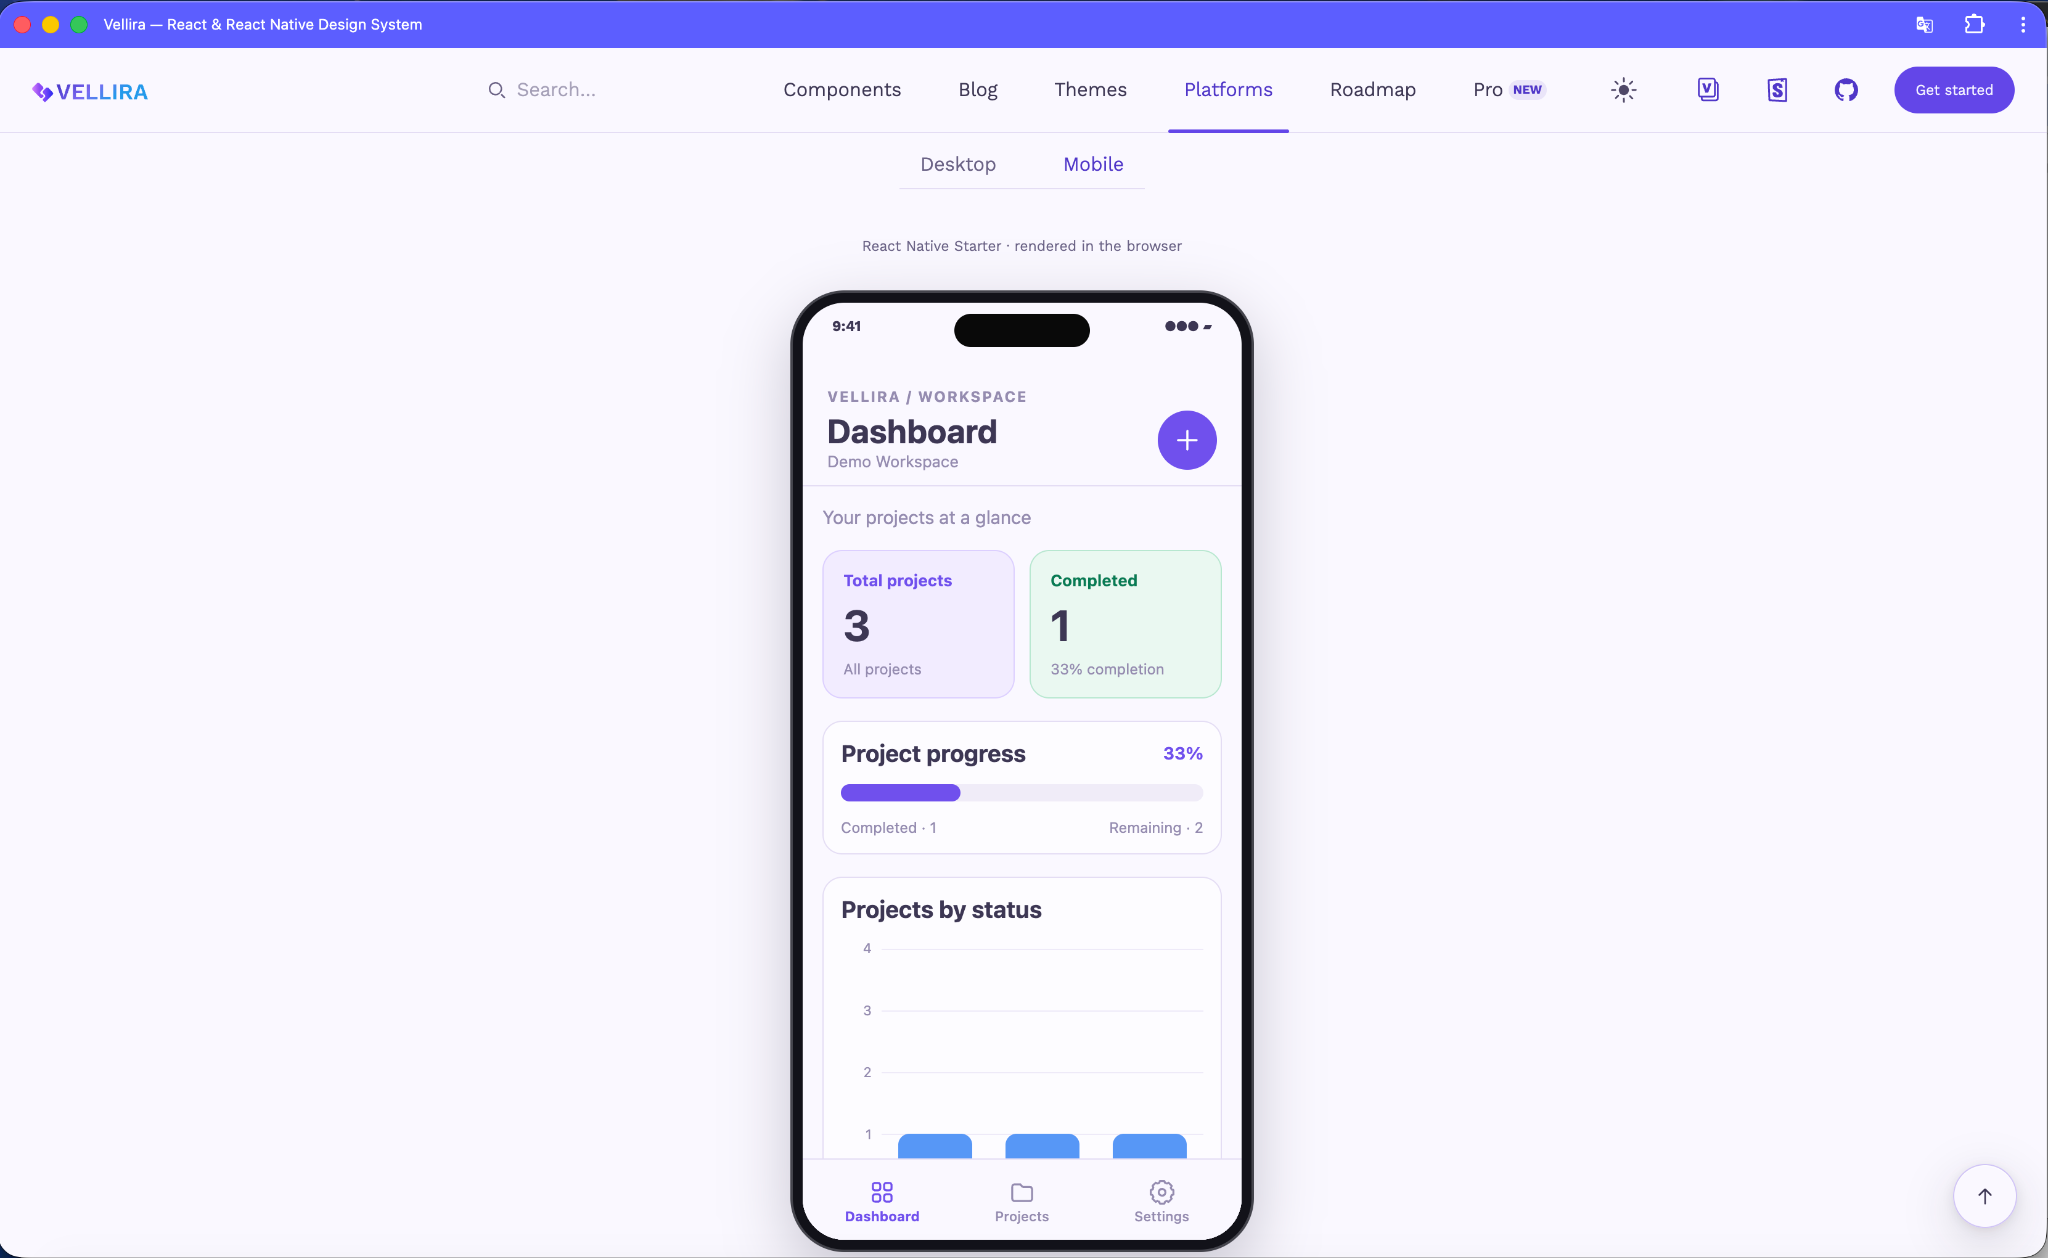 Vellira — React & React Native Design System
VELLIRA
Search...
Components
Blog
Themes
Platforms
Roadmap
Pro NEW
Get started
Desktop
Mobile
React Native Starter · rendered in the browser
9:41
VELLIRA / WORKSPACE
Dashboard
Demo Workspace
Your projects at a glance
Total projects
3
All projects
Completed
1
33% completion
Project progress
33%
Completed · 1
Remaining · 2
Projects by status
4
3
2
1
Dashboard
Projects
Settings